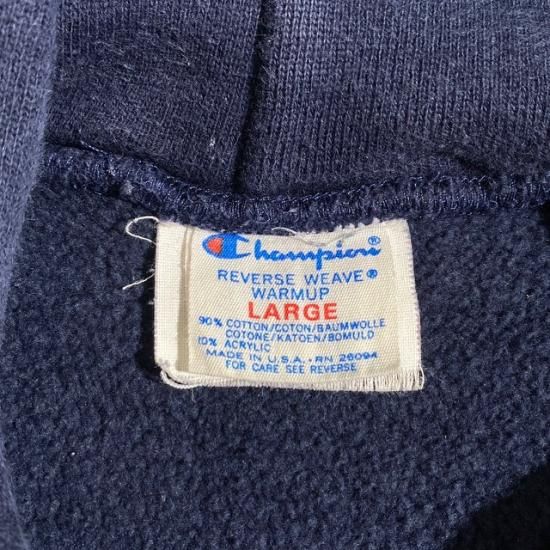 Champion®
REVERSE WEAVE®
WARMUP
LARGE
90% COTTON/COTON/BAUMWOLLE
COTONE/KATOEN/BOMULD
10% ACRYLIC
MADE IN U.S.A. - RN 26094
FOR CARE SEE REVERSE